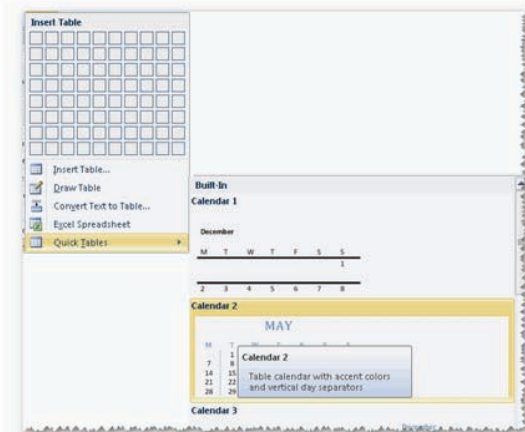 Insert Table
Insert Table...
Draw Table
Convert Text to Table...
Excel Spreadsheet
Quick Tables
Built-In
Calendar 1
December
M T W T F S S
1
2 3 4 5 6 7 8
Calendar 2
MAY
M T
1
7 8
14 15
21 22
28 29
Calendar 2
Table calendar with accent colors
and vertical day separators
Calendar 3